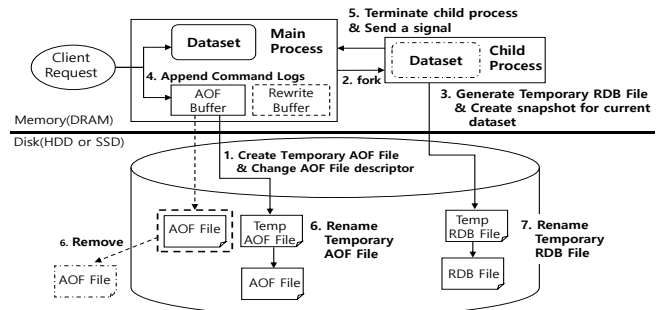 5. Terminate child process
& Send a signal
Main
Process
Dataset
Client
Request
4. Append Command Logs
AOF
Buffer
Rewrite
Buffer
2. fork
Dataset
Child
Process
3. Generate Temporary RDB File
& Create snapshot for current
dataset
Memory(DRAM)
Disk(HDD or SSD)
1. Create Temporary AOF File
& Change AOF File descriptor
AOF File
Temp
AOF File
6. Rename
Temporary
AOF File
Temp
RDB File
7. Rename
Temporary
RDB File
6. Remove
AOF File
AOF File
RDB File